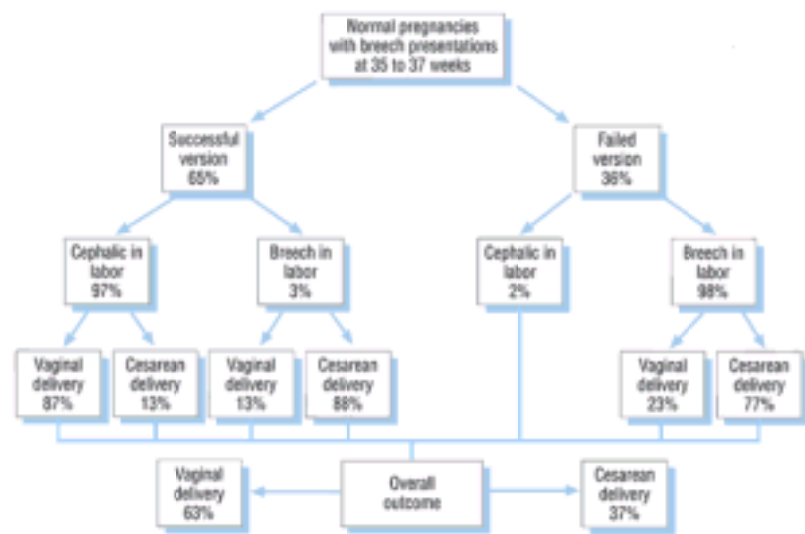 Normal pregnancies
with breech presentations
at 35 to 37 weeks
Successful
version
65%
Failed
version
36%
Cephalic in
labor
97%
Breech in
labor
3%
Cephalic in
labor
2%
Breech in
labor
98%
Vaginal
delivery
87%
Cesarean
delivery
13%
Vaginal
delivery
13%
Cesarean
delivery
88%
Vaginal
delivery
23%
Cesarean
delivery
77%
Vaginal
delivery
63%
Overall
outcome
Cesarean
delivery
37%